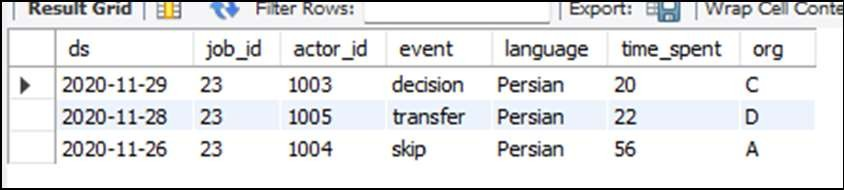 Result Grid Filter Rows: Export: Wrap Cell Conte
ds job_id actor_id event language time_spent org
2020-11-29 23 1003 decision Persian 20 C
2020-11-28 23 1005 transfer Persian 22 D
2020-11-26 23 1004 skip Persian 56 A